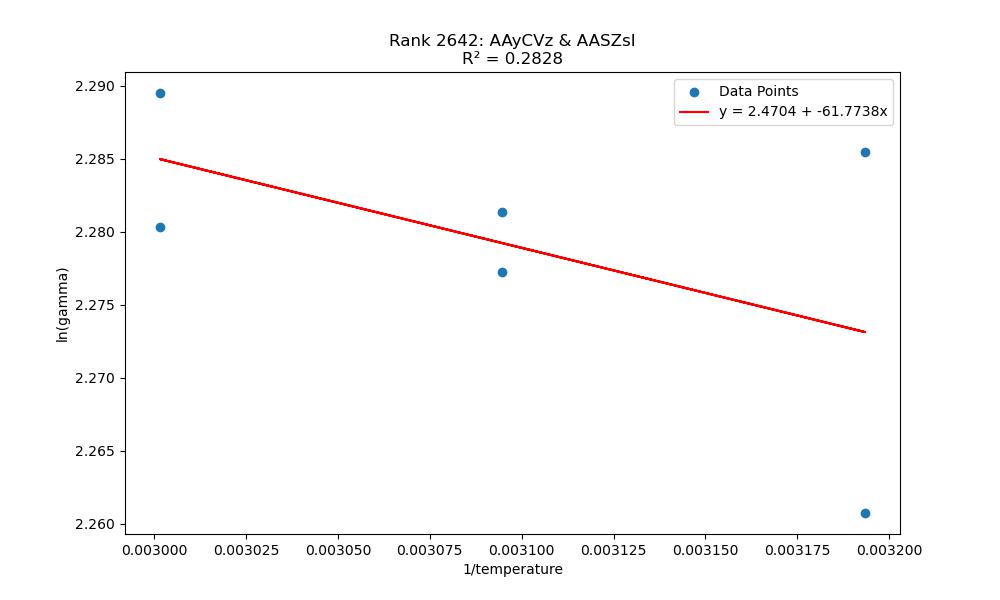 Rank 2642: AAyCVz & AASZsI
R² = 0.2828
2.290
2.285
2.280
2.275
2.270
2.265
2.260
ln(gamma)
Data Points
y = 2.4704 + -61.7738x
0.003000
0.003025
0.003050
0.003075
0.003100
0.003125
0.003150
0.003175
0.003200
1/temperature